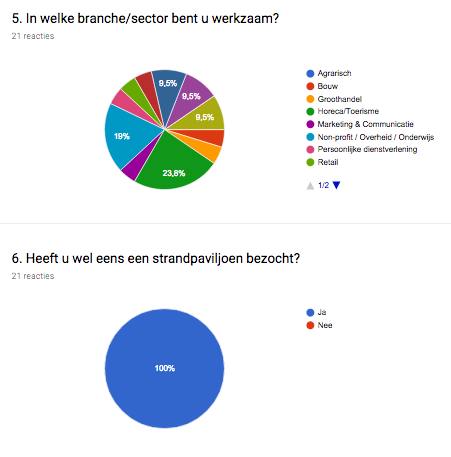 5. In welke branche/sector bent u werkzaam?
21 reacties
9,5%
9,5%
9,5%
19%
23,8%
Agrarisch
Bouw
Groothandel
Horeca/Toerisme
Marketing & Communicatie
Non-profit / Overheid / Onderwijs
Persoonlijke dienstverlening
Retail
1/2
6. Heeft u wel eens een strandpaviljoen bezocht?
21 reacties
100%
Ja
Nee